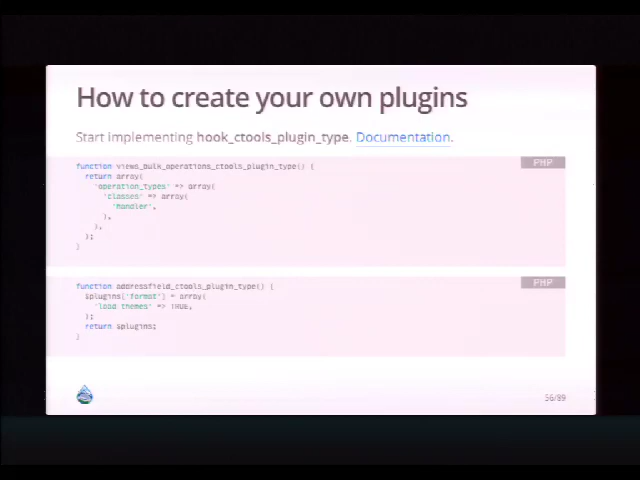 How to create your own plugins
Start implementing hook_ctools_plugin_type. Documentation.
PHP
function views_bulk_operations_ctools_plugin_type() {
return array(
'operation_types' => array(
'classes' => array(
'handler',
),
),
);
}
PHP
function addressfield_ctools_plugin_type() {
$plugins['format'] = array(
'load themes' => TRUE,
);
return $plugins;
}
56/89